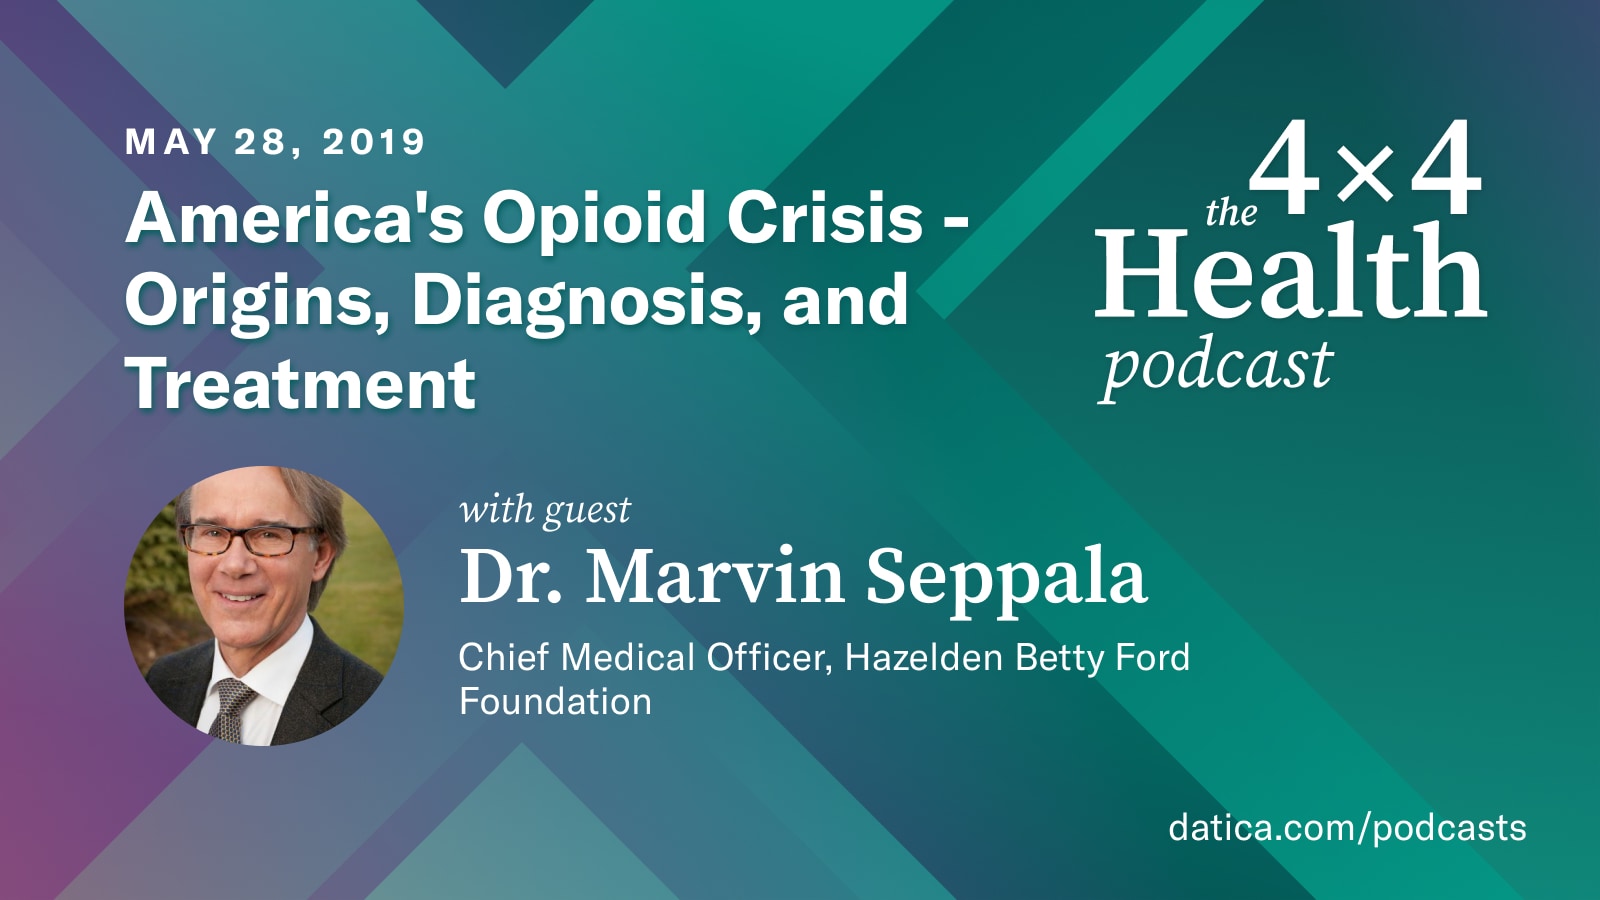 MAY 28, 2019
America's Opioid Crisis -
Origins, Diagnosis, and
Treatment
the 4×4
Health
podcast
with guest
Dr. Marvin Seppala
Chief Medical Officer, Hazelden Betty Ford
Foundation
datica.com/podcasts